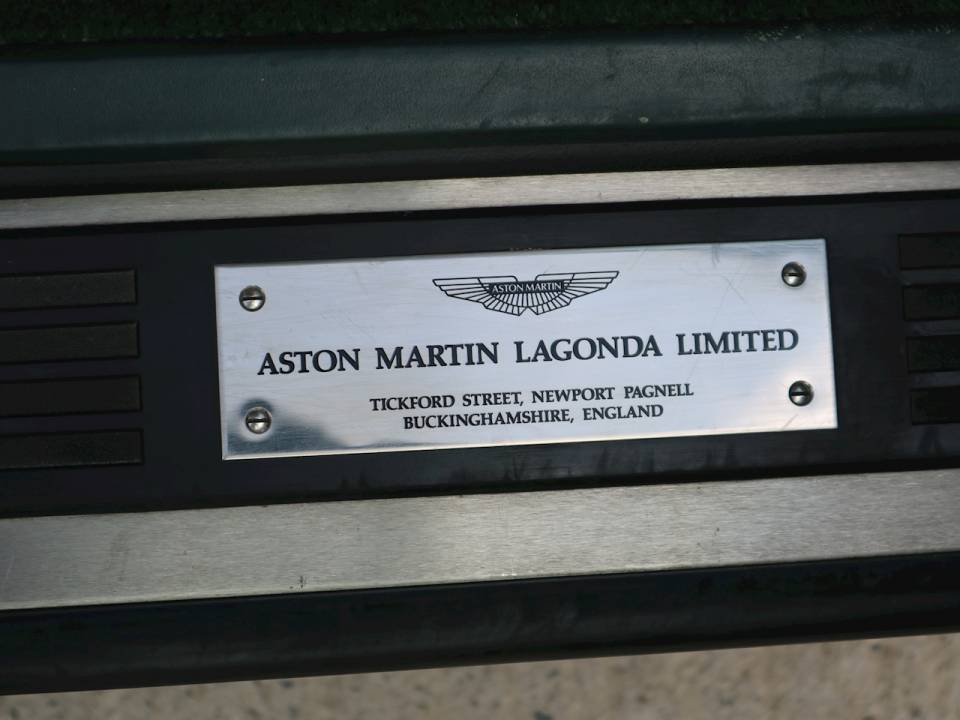 ASTON MARTIN
ASTON MARTIN LAGONDA LIMITED
TICKFORD STREET, NEWPORT PAGNELL
BUCKINGHAMSHIRE, ENGLAND